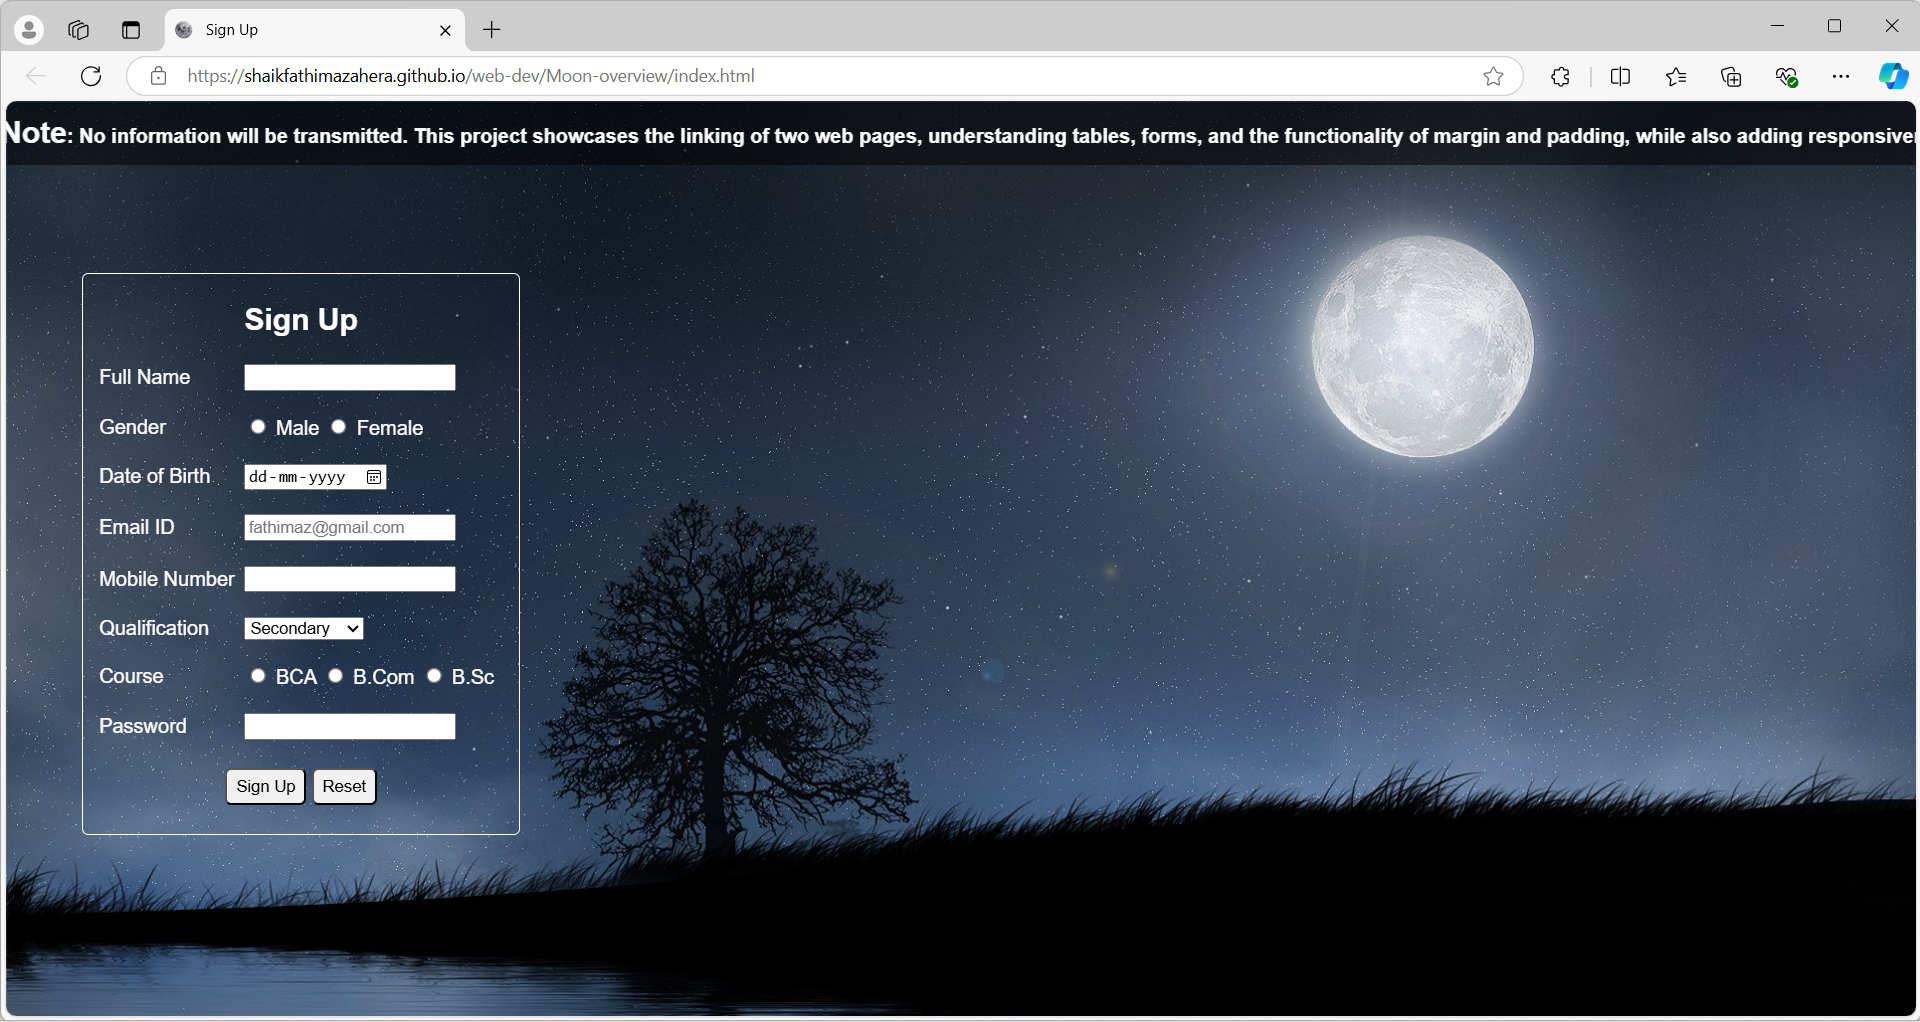 Sign Up
https://shaikfathimazahera.github.io/web-dev/Moon-overview/index.html
Note: No information will be transmitted. This project showcases the linking of two web pages, understanding tables, forms, and the functionality of margin and padding, while also adding
Sign Up
Full Name
Gender Male Female
Date of Birth dd-mm-yyyy
Email ID fathimaz@gmail.com
Mobile Number
Qualification Secondary
Course BCA B.Com B.Sc
Password
Sign Up Reset